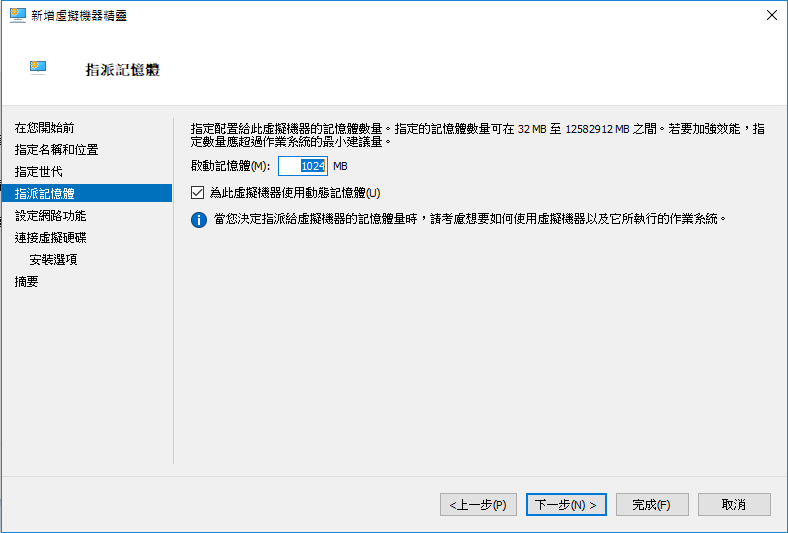 新增虛擬機器精靈
指派記憶體
在您開始前
指定名稱和位置
指定世代
指派記憶體
設定網路功能
連接虛擬硬碟
安裝選項
摘要
指定配置給此虛擬機器的記憶體數量。指定的記憶體數量可在 32 MB 至 12582912 MB 之間。若要加強效能，指
定數量應超過作業系統的最小建議量。
啟動記憶體(M): 1024 MB
為此虛擬機器使用動態記憶體(U)
當您決定指派給虛擬機器的記憶體量時，請考慮想要如何使用虛擬機器以及它所執行的作業系統。
<上一步(P) 下一步(N) > 完成(F) 取消